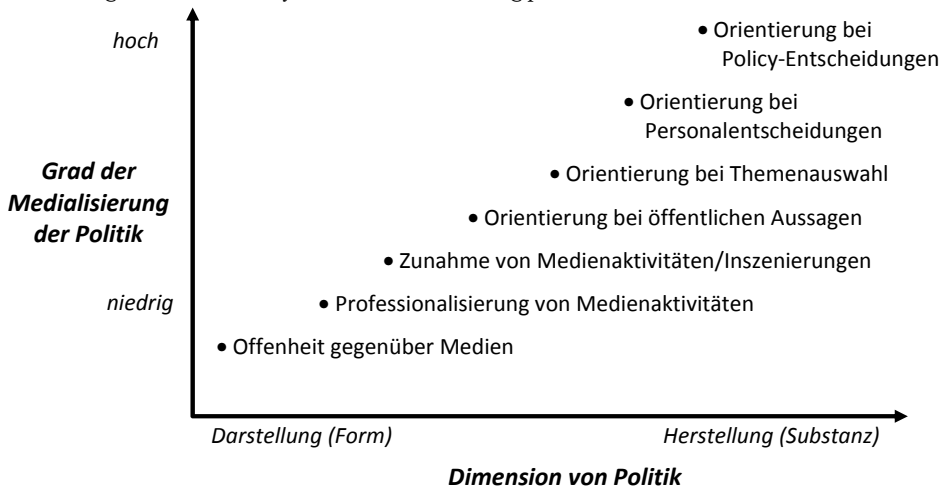 hoch
• Orientierung bei
Policy-Entscheidungen
• Orientierung bei
Personalentscheidungen
Grad der
Medialisierung
der Politik
• Orientierung bei Themenauswahl
• Orientierung bei öffentlichen Aussagen
• Zunahme von Medienaktivitäten/Inszenierungen
niedrig
• Professionalisierung von Medienaktivitäten
• Offenheit gegenüber Medien
Darstellung (Form)
Herstellung (Substanz)
Dimension von Politik